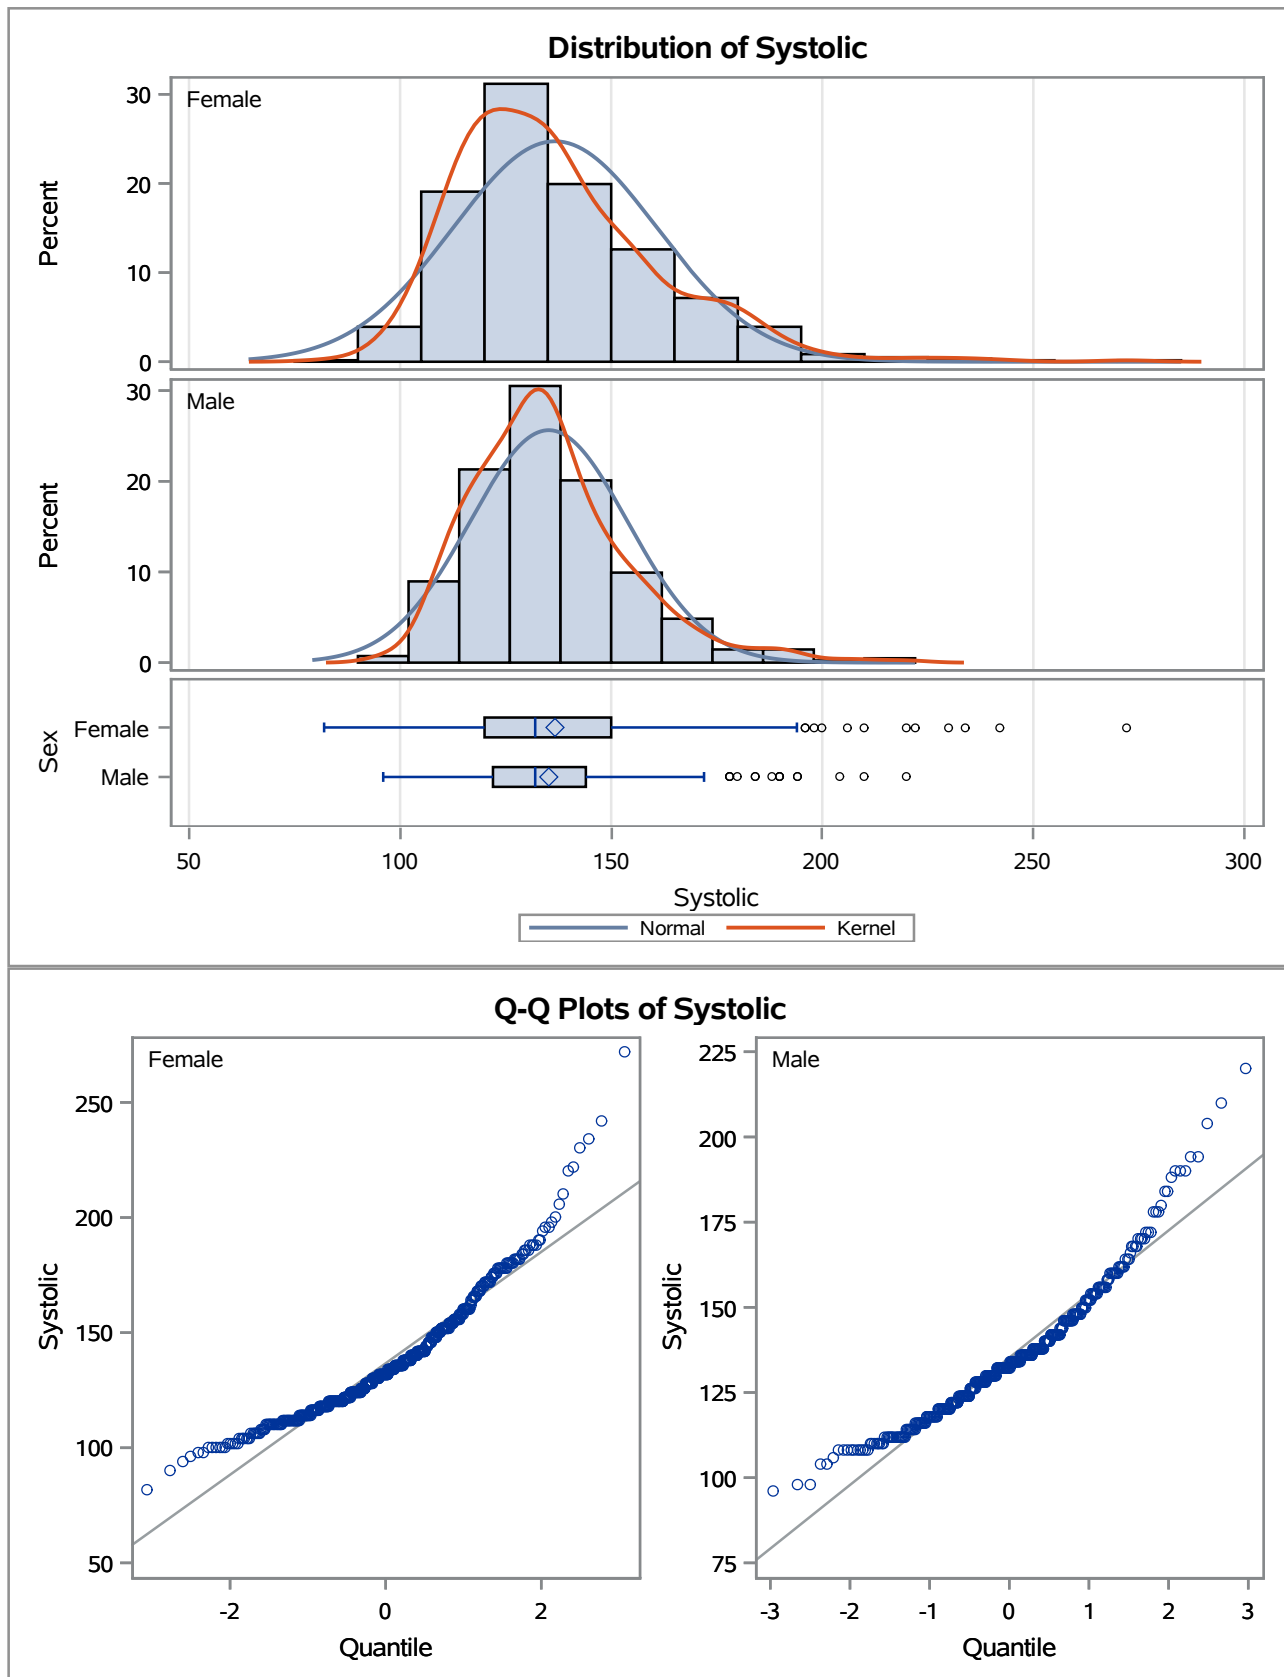 Distribution of Systolic
Female
30
20
10
0
Percent
Male
30
20
10
0
Percent
Sex
Female
Male
50 100 150 200 250 300
Systolic
Normal Kernel
Q-Q Plots of Systolic
Female
250
200
150
100
50
Systolic
-2 0 2
Quantile
Male
225
200
175
150
125
100
75
Systolic
-3 -2 -1 0 1 2 3
Quantile